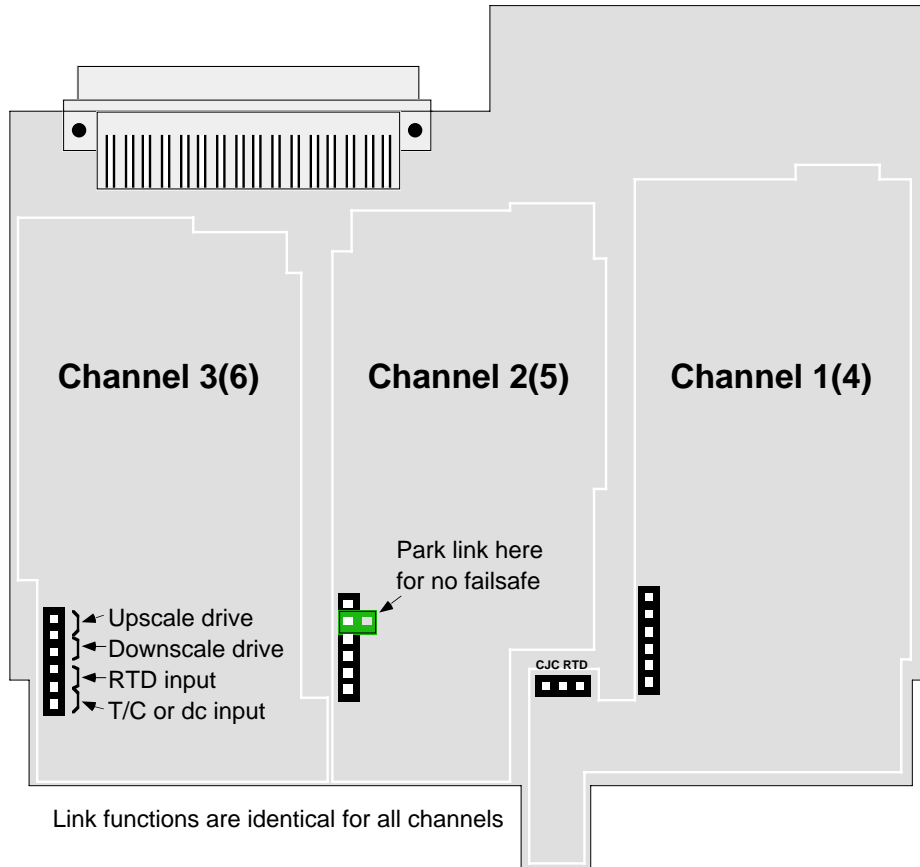 Channel 3(6)
Channel 2(5)
Channel 1(4)
Park link here
for no failsafe
Upscale drive
Downscale drive
RTD input
T/C or dc input
CJC RTD
Link functions are identical for all channels